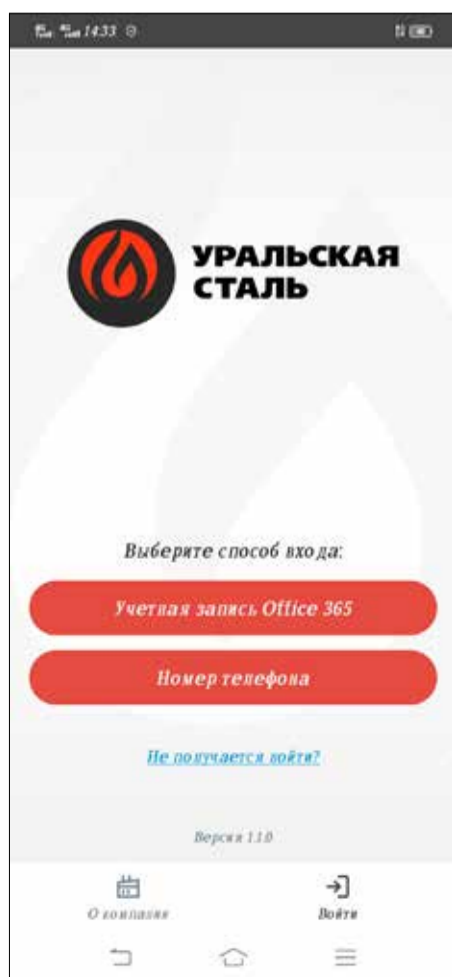 14:33
УРАЛЬСКАЯ
СТАЛЬ
Выберите способ входа:
Учетная запись Office 365
Номер телефона
Не получается войти?
Версия 1.1.0
О компании
Войти